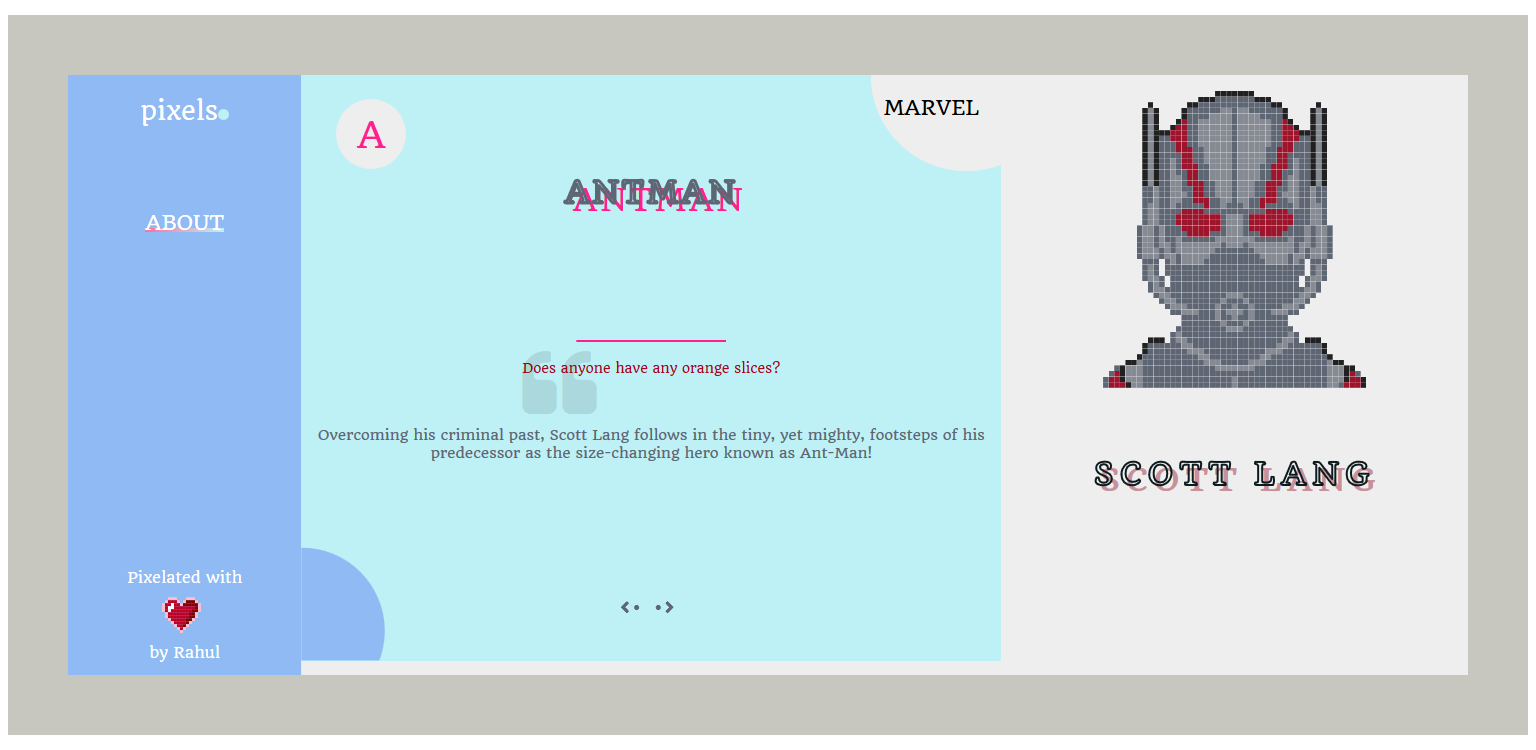 pixels
ABOUT
Pixelated with
by Rahul
A
MARVEL
ANTMAN
Does anyone have any orange slices?
Overcoming his criminal past, Scott Lang follows in the tiny, yet mighty, footsteps of his
predecessor as the size-changing hero known as Ant-Man!
SCOTT LANG